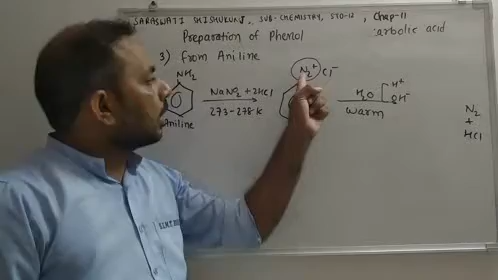 SARASWATI SHISHUKUNJ, SUB-CHEMISTRY, STD-12, Chap-11
Preparation of Phenol
:arbolic acid
3) From Aniline
NH2
N2+ Cl-
NaNO2 + 2HCl
273-278 K
H2O
H+
OH-
warm
Aniline
N2
+
HCl